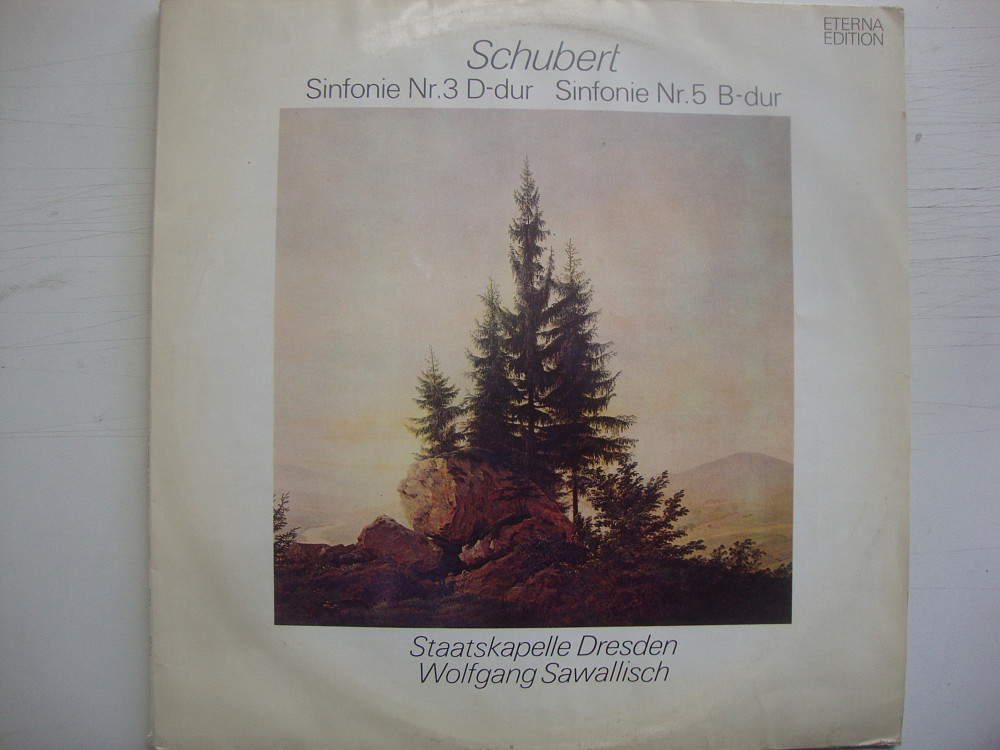 ETERNA
EDITION
Schubert
Sinfonie Nr.3 D-dur Sinfonie Nr.5 B-dur
Staatskapelle Dresden
Wolfgang Sawallisch